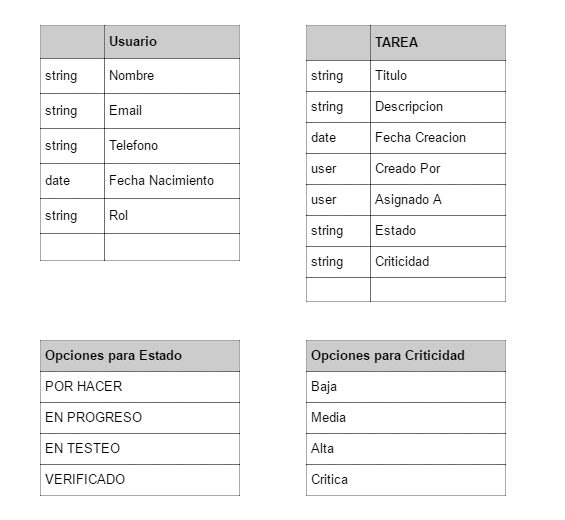 Usuario
string Nombre
string Email
string Telefono
date Fecha Nacimiento
string Rol
TAREA
string Titulo
string Descripcion
date Fecha Creacion
user Creado Por
user Asignado A
string Estado
string Criticidad
Opciones para Estado
POR HACER
EN PROGRESO
EN TESTEO
VERIFICADO
Opciones para Criticidad
Baja
Media
Alta
Critica